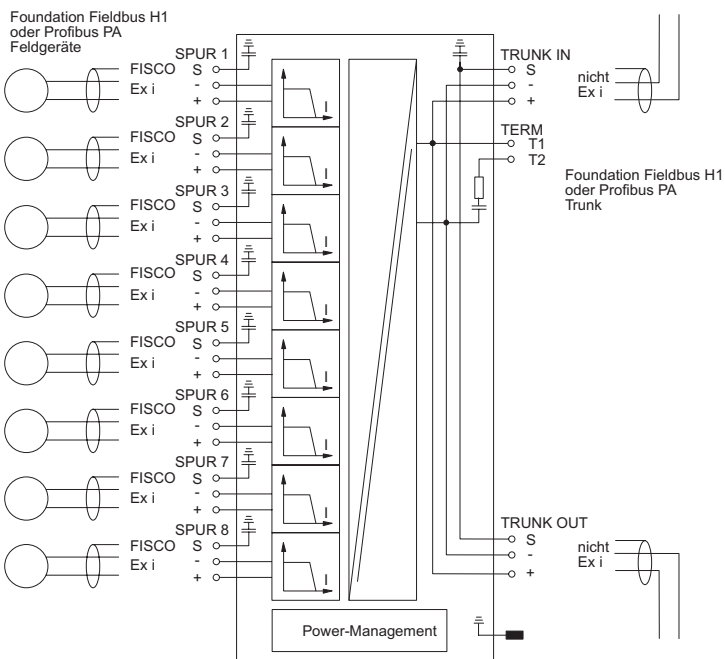 Foundation Fieldbus H1
oder Profibus PA
Feldgeräte
SPUR 1
FISCO S
Ex i -
+
SPUR 2
FISCO S
Ex i -
+
SPUR 3
FISCO S
Ex i -
+
SPUR 4
FISCO S
Ex i -
+
SPUR 5
FISCO S
Ex i -
+
SPUR 6
FISCO S
Ex i -
+
SPUR 7
FISCO S
Ex i -
+
SPUR 8
FISCO S
Ex i -
+
I
I
I
I
I
I
I
I
Power-Management
TRUNK IN
S
-
+
nicht
Ex i
TERM
T1
T2
Foundation Fieldbus H1
oder Profibus PA
Trunk
TRUNK OUT
S
-
+
nicht
Ex i